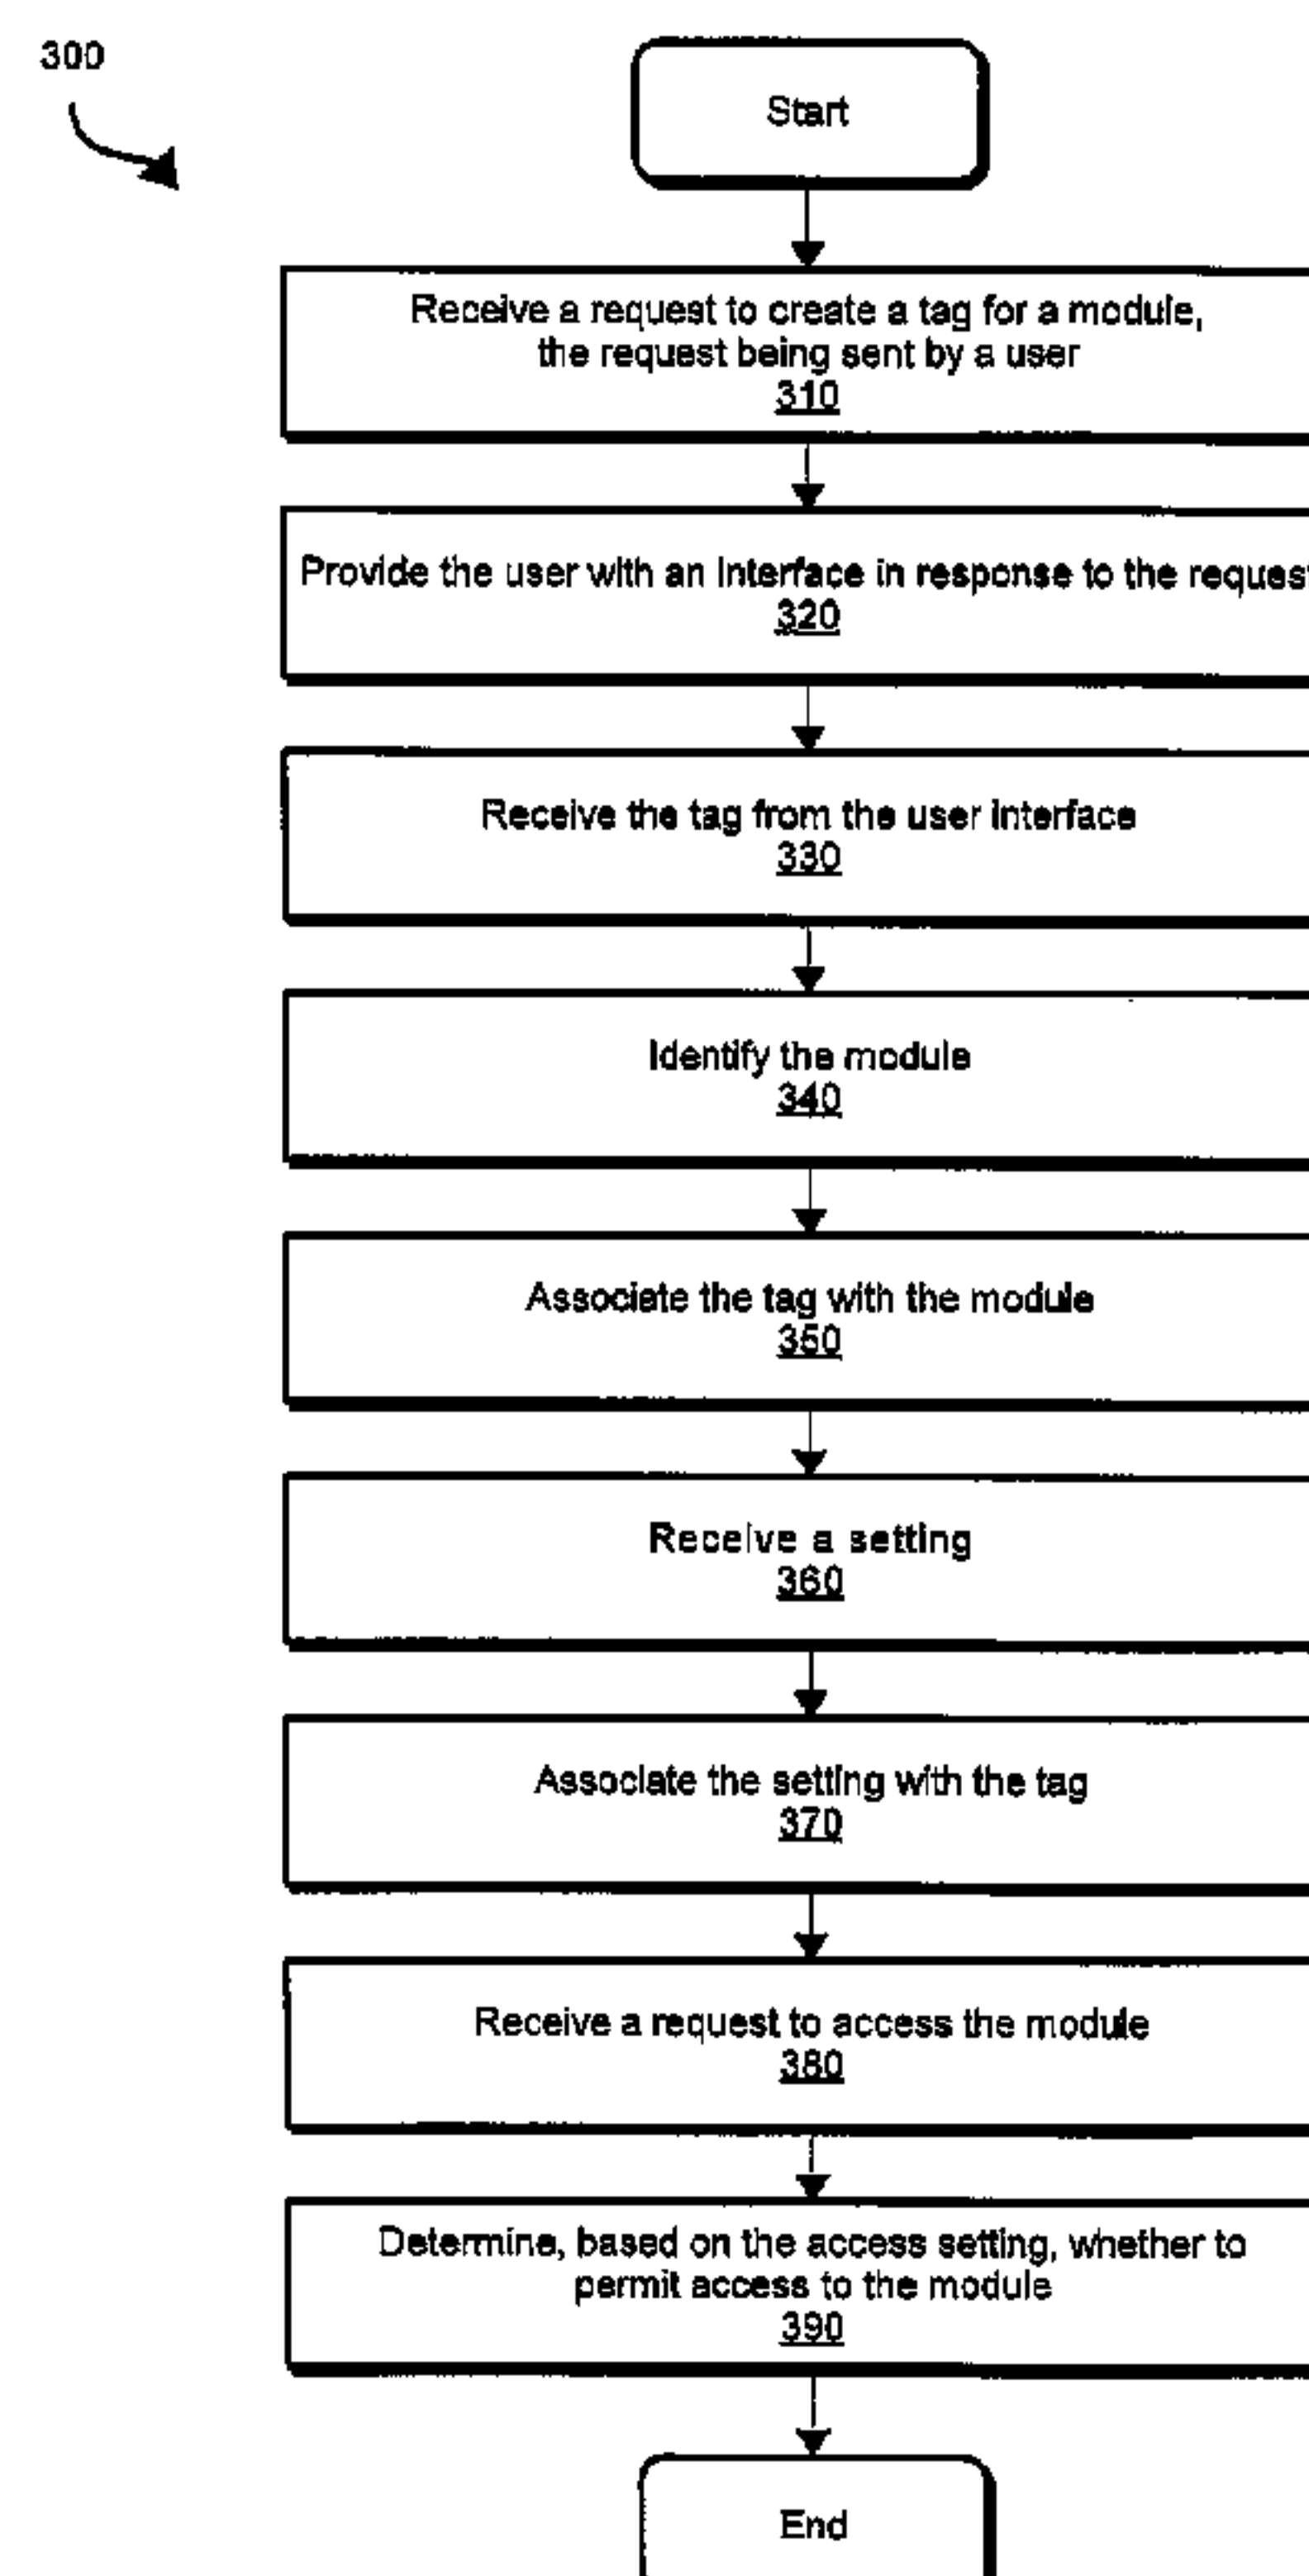 300
Start
Receive a request to create a tag for a module,
the request being sent by a user
310
Provide the user with an interface in response to the request
320
Receive the tag from the user interface
330
Identify the module
340
Associate the tag with the module
350
Receive a setting
360
Associate the setting with the tag
370
Receive a request to access the module
380
Determine, based on the access setting, whether to
permit access to the module
390
End